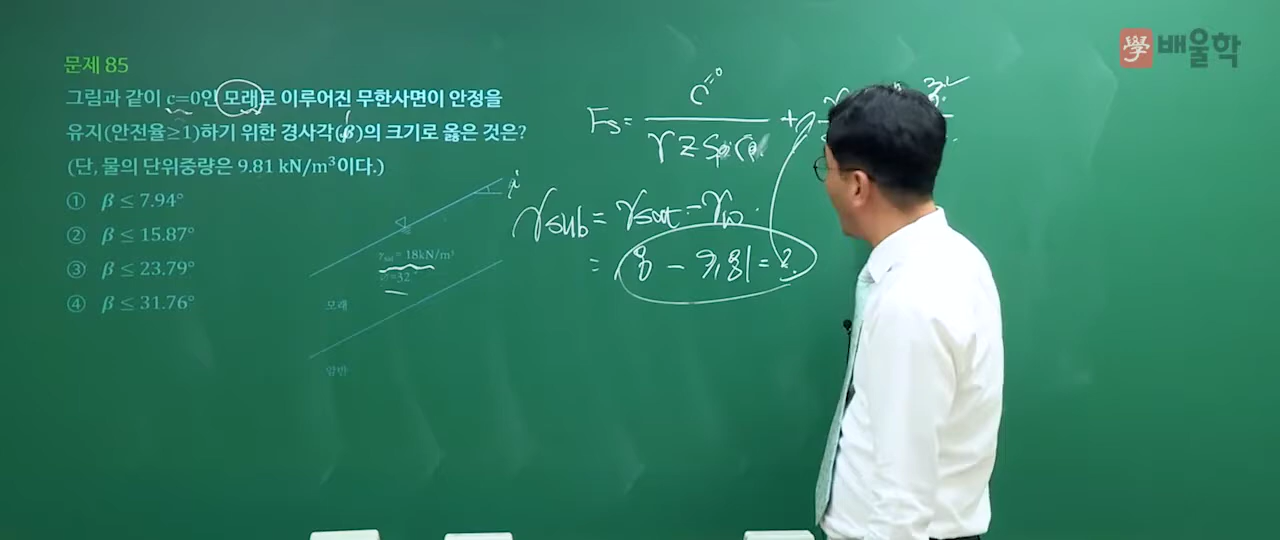 學 배울학
문제 85
그림과 같이 c=0인 모래로 이루어진 무한사면이 안정을
유지(안전율≥1)하기 위한 경사각(β)의 크기로 옳은 것은?
(단, 물의 단위중량은 9.81 kN/m³이다.)
① β ≤ 7.94°
② β ≤ 15.87°
③ β ≤ 23.79°
④ β ≤ 31.76°
γsat = 18kN/m³
=32°
모래
암반
Fs =
c =0
γ z
+
γsub = γsat - γw
= 18 - 9.81 = ?